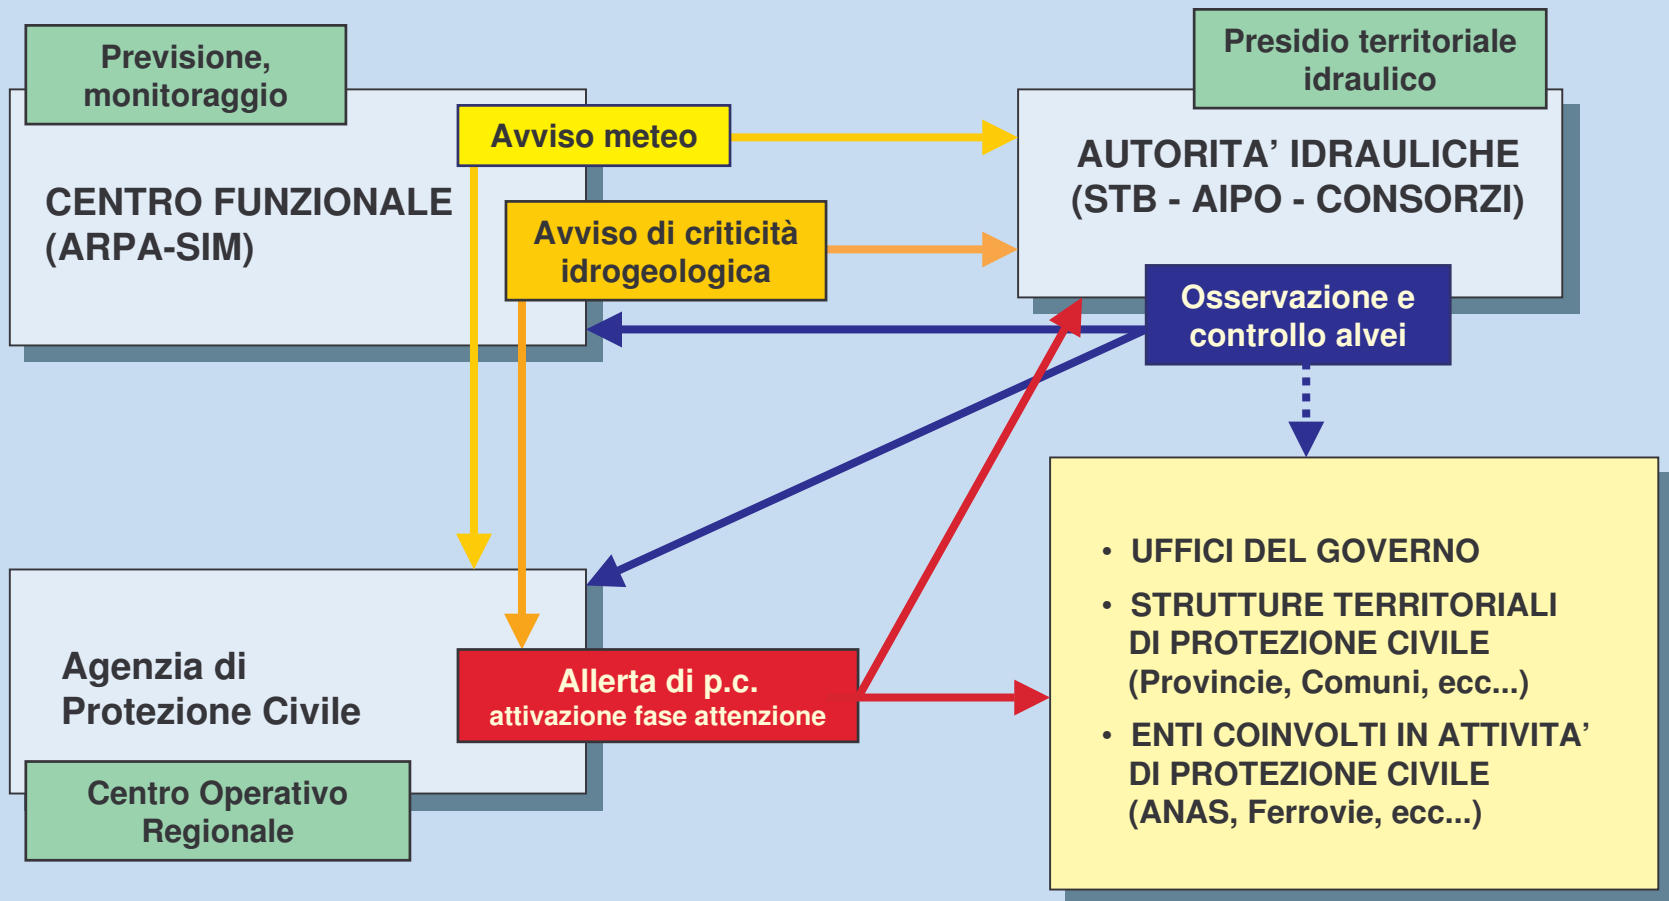 Previsione,
monitoraggio
CENTRO FUNZIONALE
(ARPA-SIM)
Avviso meteo
Avviso di criticità
idrogeologica
Presidio territoriale
idraulico
AUTORITA’ IDRAULICHE
(STB - AIPO - CONSORZI)
Osservazione e
controllo alvei
Agenzia di
Protezione Civile
Allerta di p.c.
attivazione fase attenzione
Centro Operativo
Regionale
• UFFICI DEL GOVERNO
• STRUTTURE TERRITORIALI
DI PROTEZIONE CIVILE
(Provincie, Comuni, ecc...)
• ENTI COINVOLTI IN ATTIVITA’
DI PROTEZIONE CIVILE
(ANAS, Ferrovie, ecc...)